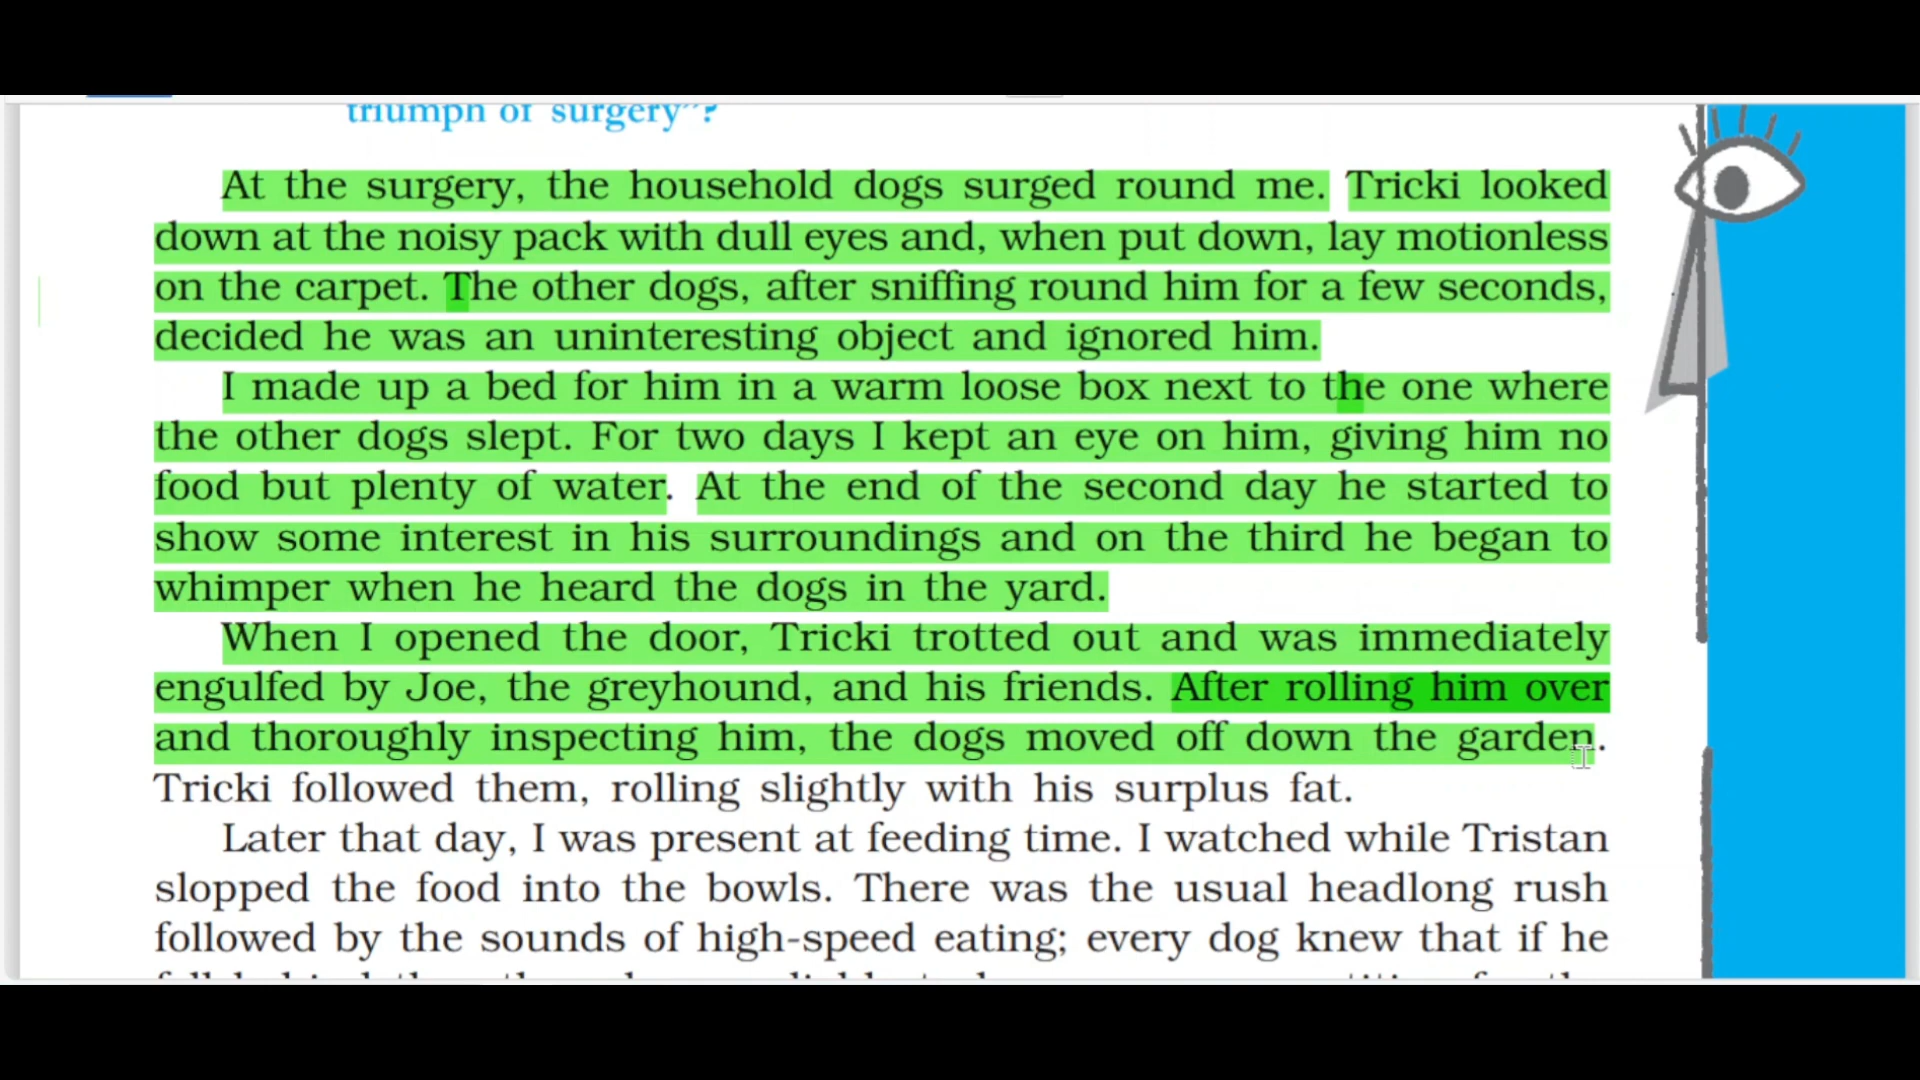 triumph of surgery"?
At the surgery, the household dogs surged round me. Tricki looked
down at the noisy pack with dull eyes and, when put down, lay motionless
on the carpet. The other dogs, after sniffing round him for a few seconds,
decided he was an uninteresting object and ignored him.
I made up a bed for him in a warm loose box next to the one where
the other dogs slept. For two days I kept an eye on him, giving him no
food but plenty of water. At the end of the second day he started to
show some interest in his surroundings and on the third he began to
whimper when he heard the dogs in the yard.
When I opened the door, Tricki trotted out and was immediately
engulfed by Joe, the greyhound, and his friends. After rolling him over
and thoroughly inspecting him, the dogs moved off down the garden.
Tricki followed them, rolling slightly with his surplus fat.
Later that day, I was present at feeding time. I watched while Tristan
slopped the food into the bowls. There was the usual headlong rush
followed by the sounds of high-speed eating; every dog knew that if he